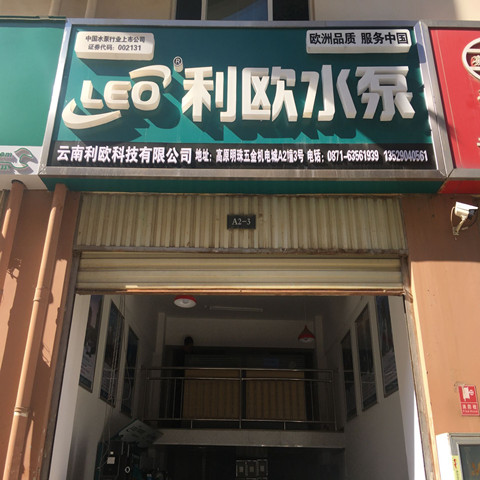 中国水泵行业上市公司
证券代码：002131
欧洲品质 服务中国
LEO® 利欧水泵
云南利欧科技有限公司 地址：高原明珠五金机电城A2幢3号 电话：0871-63561939 13529040561
A2-3